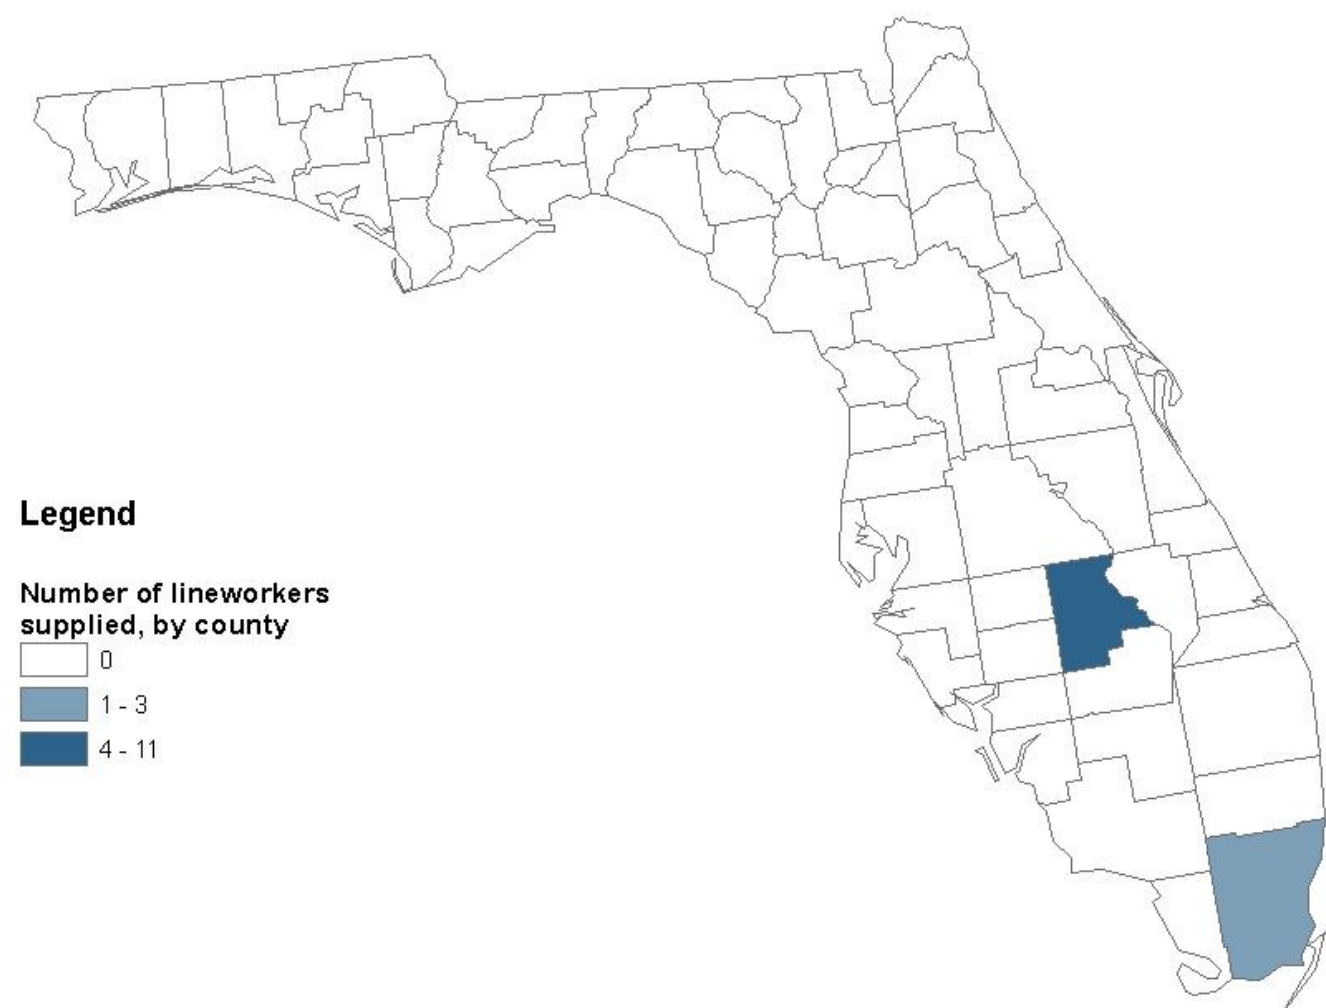 Legend
Number of lineworkers
supplied, by county
0
1 - 3
4 - 11